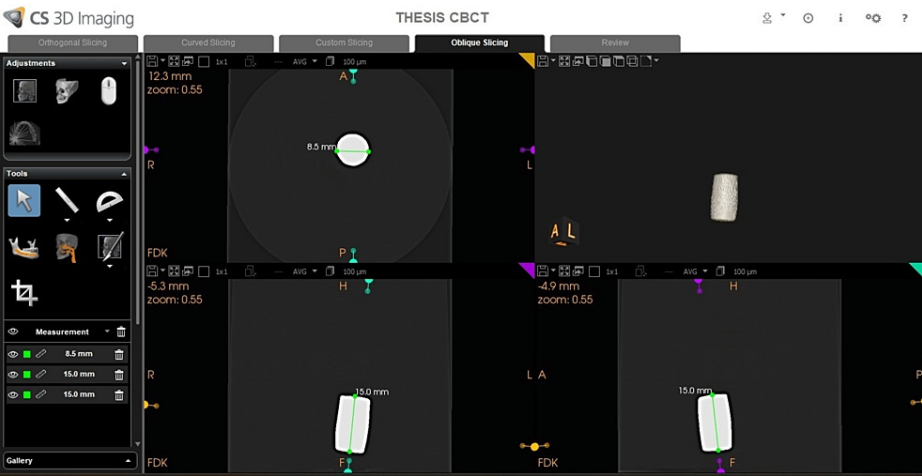 CS 3D Imaging
THESIS CBCT
i
?
Orthogonal Slicing
Curved Slicing
Custom Slicing
Oblique Slicing
Review
Adjustments
Tools
Measurement
8.5 mm
15.0 mm
15.0 mm
Gallery
1x1
AVG
100 µm
12.3 mm
zoom: 0.55
A
8.5 mm
R
L
FDK
P
A L
1x1
AVG
100 µm
-5.3 mm
zoom: 0.55
H
R
L
15.0 mm
FDK
F
1x1
AVG
100 µm
-4.9 mm
zoom: 0.55
H
A
P
15.0 mm
FDK
F